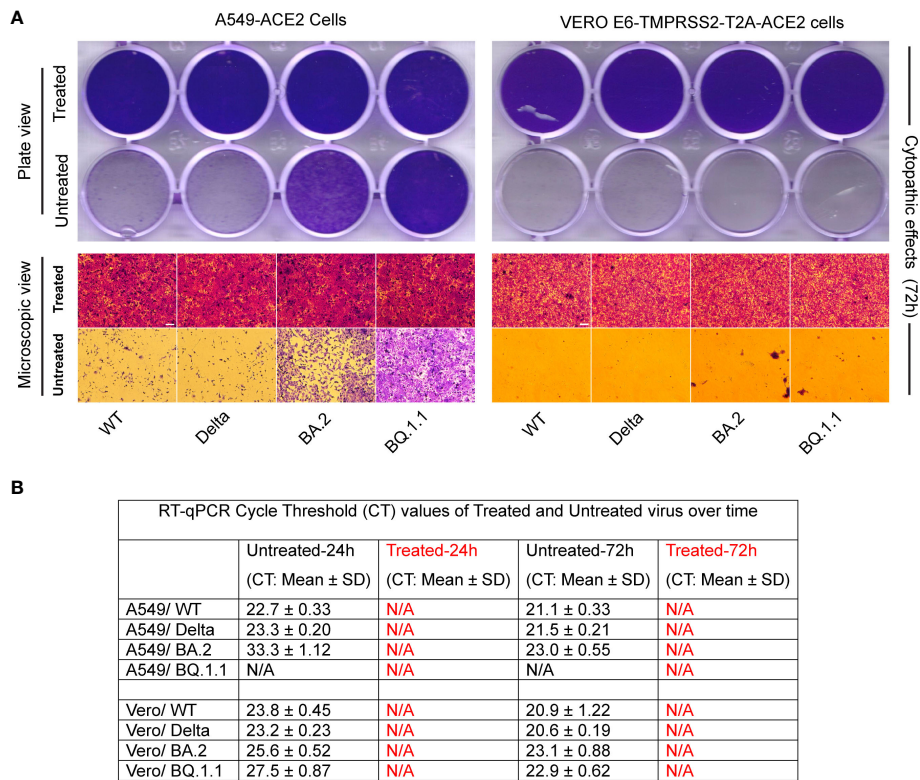 A
A549-ACE2 Cells
VERO E6-TMPRSS2-T2A-ACE2 cells
Plate view
Treated
Untreated
Microscopic view
Treated
Untreated
Cytopathic effects (72h)
WT
Delta
BA.2
BQ.1.1
WT
Delta
BA.2
BQ.1.1
B
RT-qPCR Cycle Threshold (CT) values of Treated and Untreated virus over time
Untreated-24h Treated-24h Untreated-72h Treated-72h
(CT: Mean ± SD) (CT: Mean ± SD) (CT: Mean ± SD) (CT: Mean ± SD)
A549/ WT 22.7 ± 0.33 N/A 21.1 ± 0.33 N/A
A549/ Delta 23.3 ± 0.20 N/A 21.5 ± 0.21 N/A
A549/ BA.2 33.3 ± 1.12 N/A 23.0 ± 0.55 N/A
A549/ BQ.1.1 N/A N/A N/A N/A
Vero/ WT 23.8 ± 0.45 N/A 20.9 ± 1.22 N/A
Vero/ Delta 23.2 ± 0.23 N/A 20.6 ± 0.19 N/A
Vero/ BA.2 25.6 ± 0.52 N/A 23.1 ± 0.88 N/A
Vero/ BQ.1.1 27.5 ± 0.87 N/A 22.9 ± 0.62 N/A